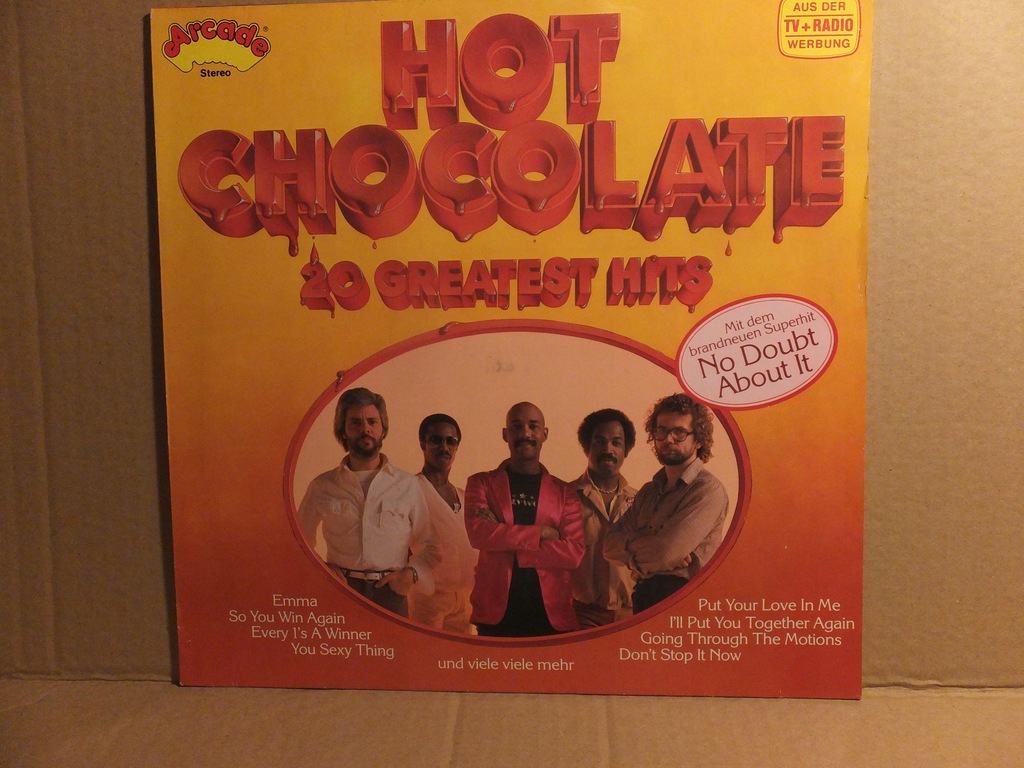 Arcade®
Stereo
AUS DER
TV + RADIO
WERBUNG
HOT
CHOCOLATE
20 GREATEST HITS
Mit dem
brandneuen Superhit
No Doubt
About It
Emma
So You Win Again
Every 1's A Winner
You Sexy Thing
und viele viele mehr
Put Your Love In Me
I'll Put You Together Again
Going Through The Motions
Don't Stop It Now